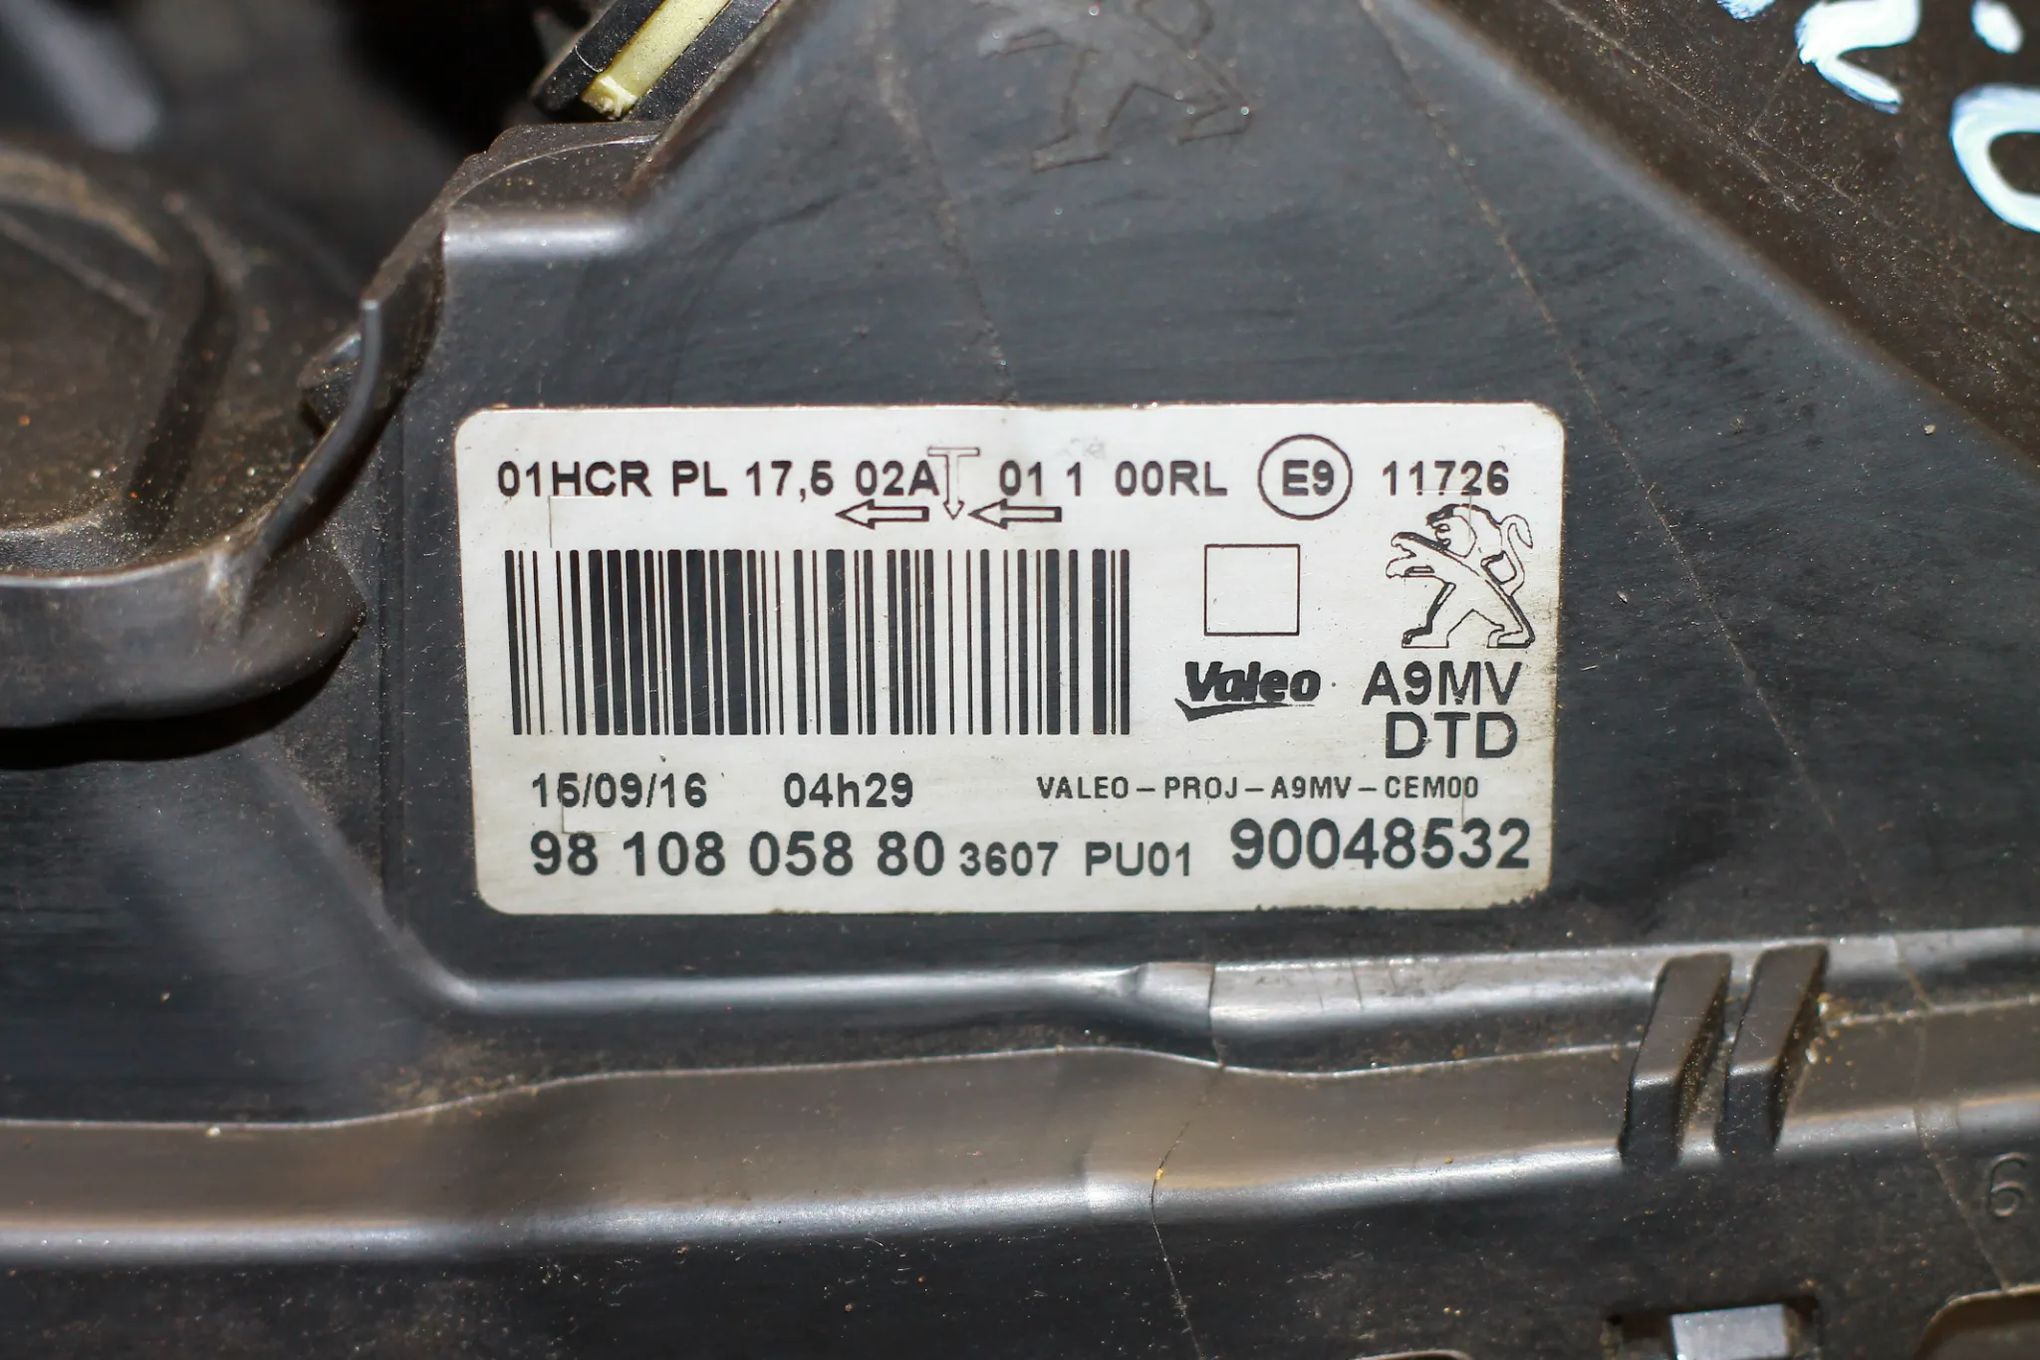 01HCR PL 17,5 02A 01 1 00RL E9 11726
Valeo
A9MV
DTD
15/09/16 04h29 VALEO-PROJ-A9MV-CEM00
98 108 058 80 3607 PU01 90048532
6